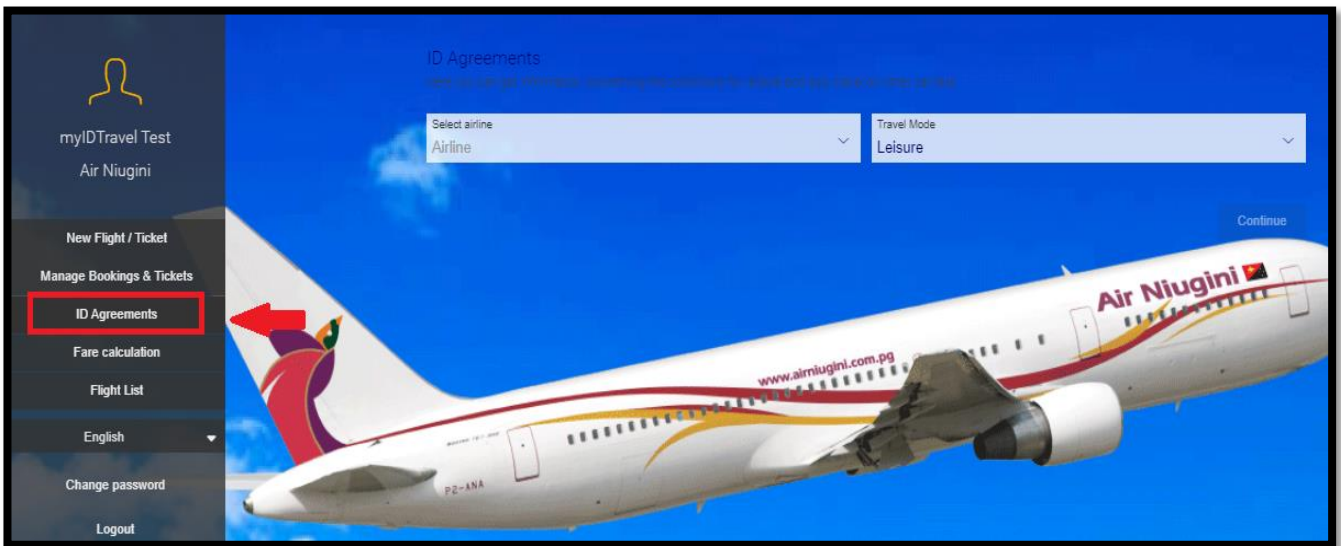 myIDTravel Test
Air Niugini
New Flight / Ticket
Manage Bookings & Tickets
ID Agreements
Fare calculation
Flight List
English
Change password
Logout
ID Agreements
Select airline
Airline
Travel Mode
Leisure
Continue
Air Niugini
www.airniugini.com.pg
P2-ANA